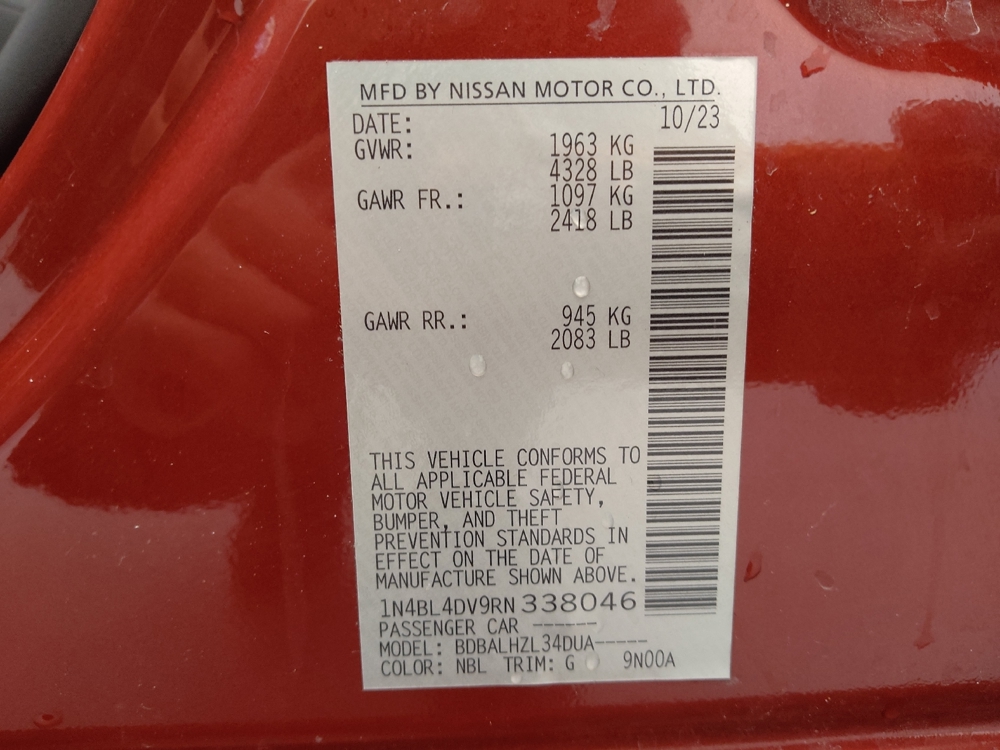 MFD BY NISSAN MOTOR CO., LTD.
DATE: 10/23
GVWR: 1963 KG
4328 LB
GAWR FR.: 1097 KG
2418 LB
GAWR RR.: 945 KG
2083 LB
THIS VEHICLE CONFORMS TO
ALL APPLICABLE FEDERAL
MOTOR VEHICLE SAFETY,
BUMPER, AND THEFT
PREVENTION STANDARDS IN
EFFECT ON THE DATE OF
MANUFACTURE SHOWN ABOVE.
1N4BL4DV9RN338046
PASSENGER CAR ------
MODEL: BDBALHZL34DUA-----
COLOR: NBL TRIM: G 9N00A